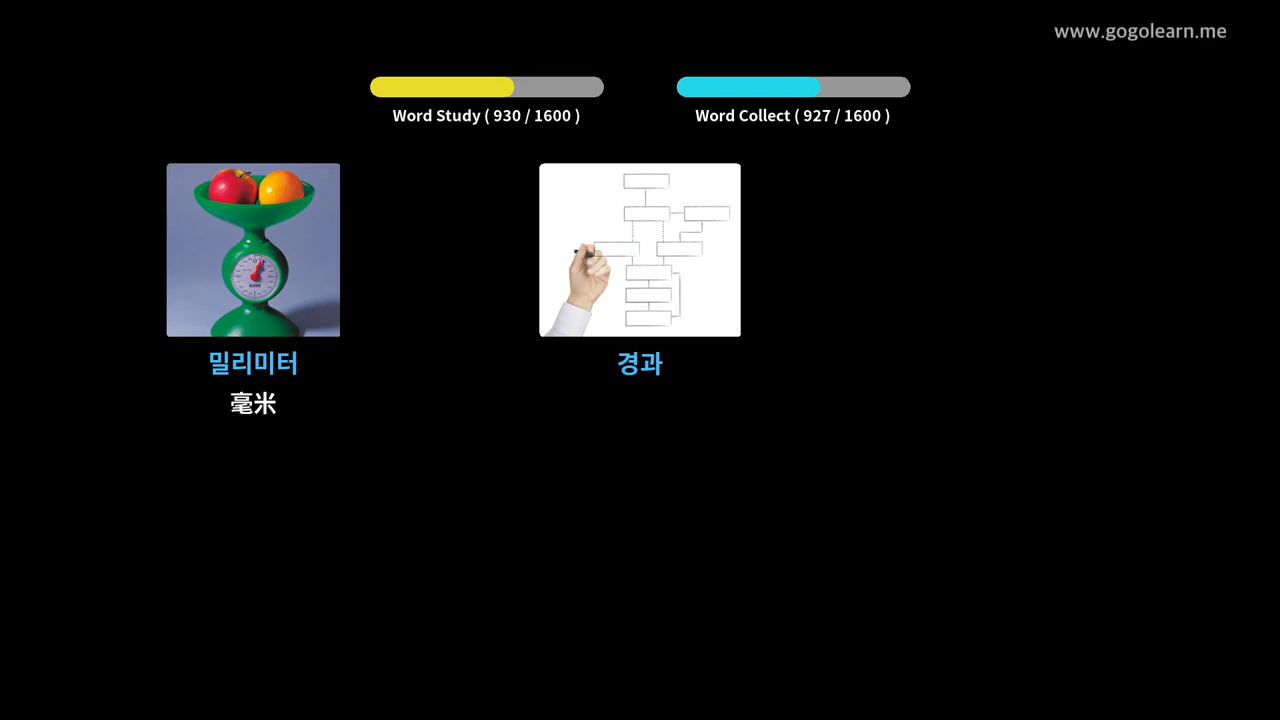 www.gogolearn.me
Word Study ( 930 / 1600 )
Word Collect ( 927 / 1600 )
밀리미터
경과
毫米